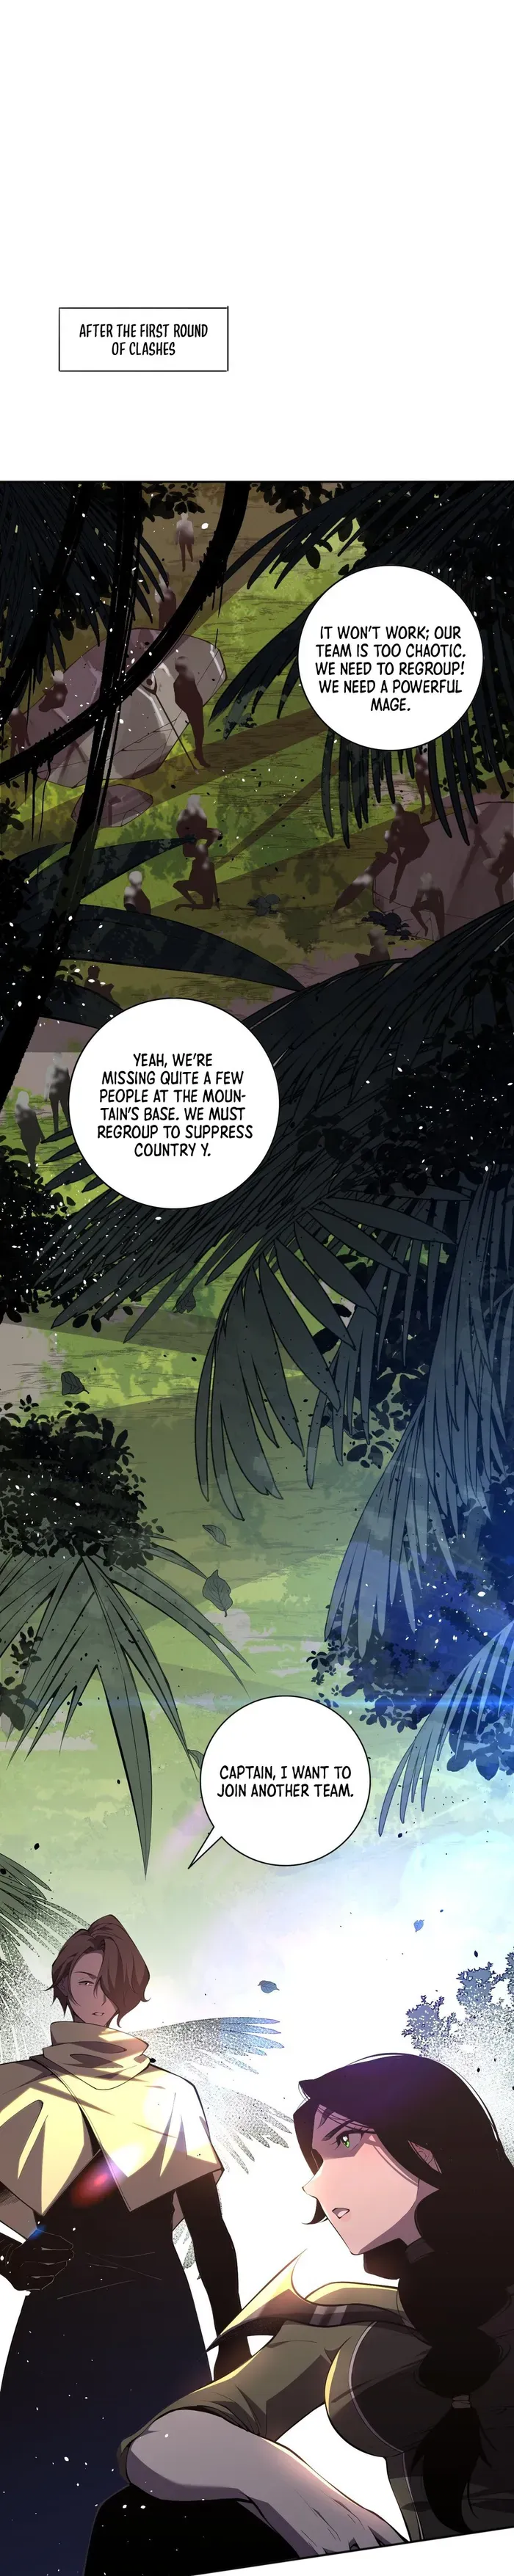 AFTER THE FIRST ROUND
OF CLASHES
IT WON'T WORK; OUR
TEAM IS TOO CHAOTIC.
WE NEED TO REGROUP!
WE NEED A POWERFUL
MAGE.
YEAH, WE'RE
MISSING QUITE A FEW
PEOPLE AT THE MOUN-
TAIN'S BASE. WE MUST
REGROUP TO SUPPRESS
COUNTRY Y.
CAPTAIN, I WANT TO
JOIN ANOTHER TEAM.